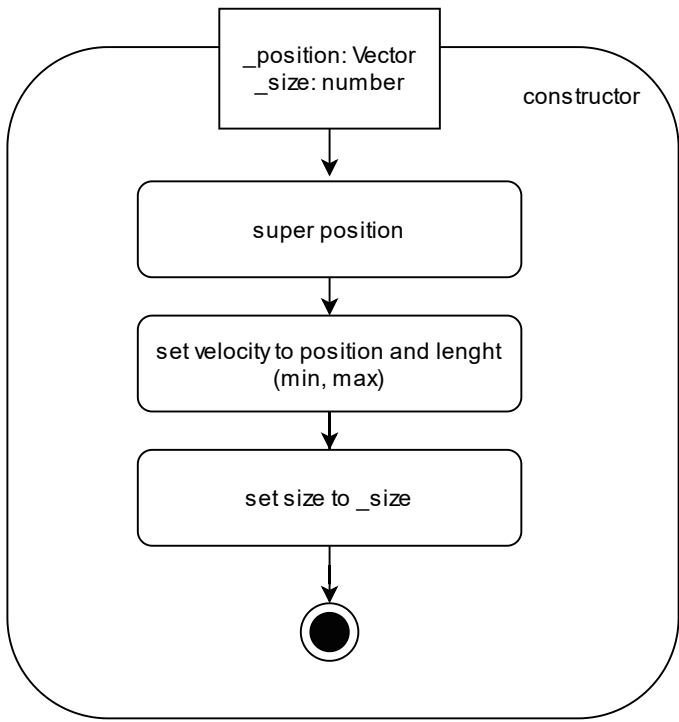 _position: Vector
_size: number
constructor
super position
set velocity to position and lenght
(min, max)
set size to _size